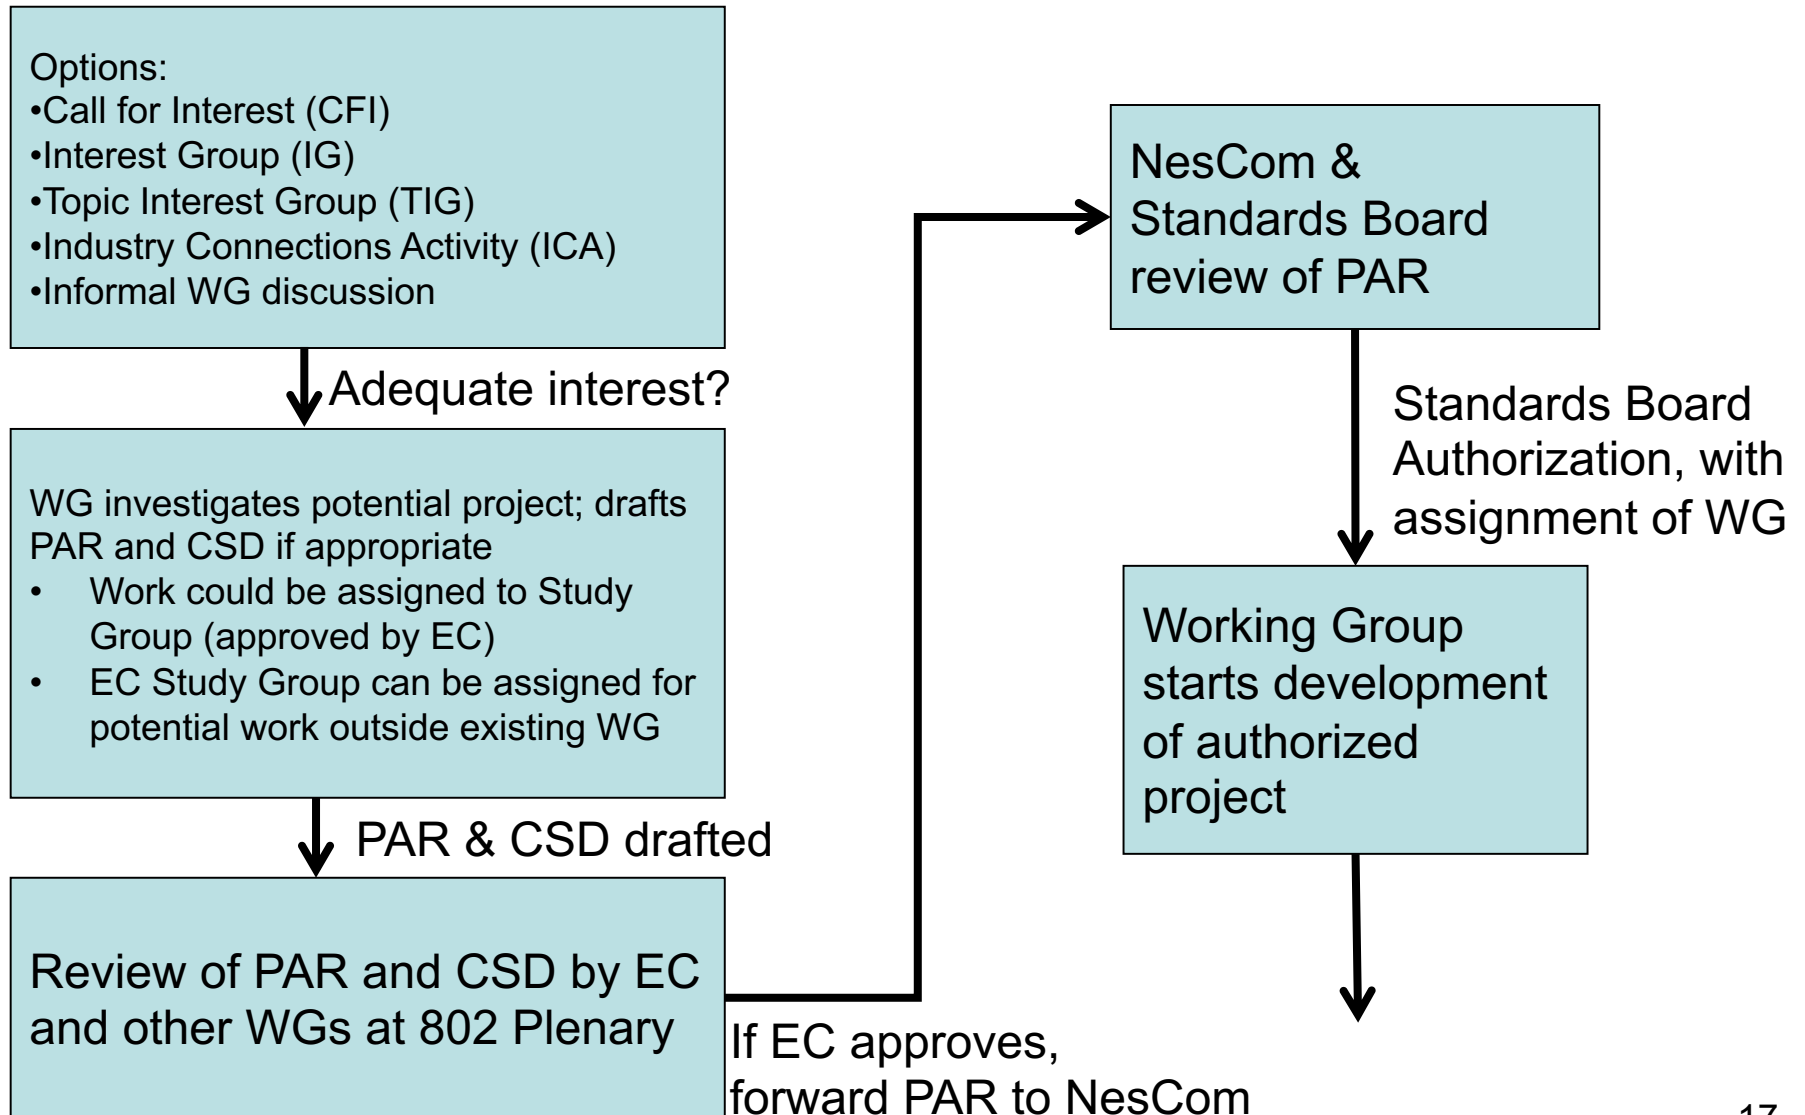 Options:
•Call for Interest (CFI)
•Interest Group (IG)
•Topic Interest Group (TIG)
•Industry Connections Activity (ICA)
•Informal WG discussion
Adequate interest?
WG investigates potential project; drafts
PAR and CSD if appropriate
• Work could be assigned to Study
Group (approved by EC)
• EC Study Group can be assigned for
potential work outside existing WG
PAR & CSD drafted
Review of PAR and CSD by EC
and other WGs at 802 Plenary
If EC approves,
forward PAR to NesCom
NesCom &
Standards Board
review of PAR
Standards Board
Authorization, with
assignment of WG
Working Group
starts development
of authorized
project
17